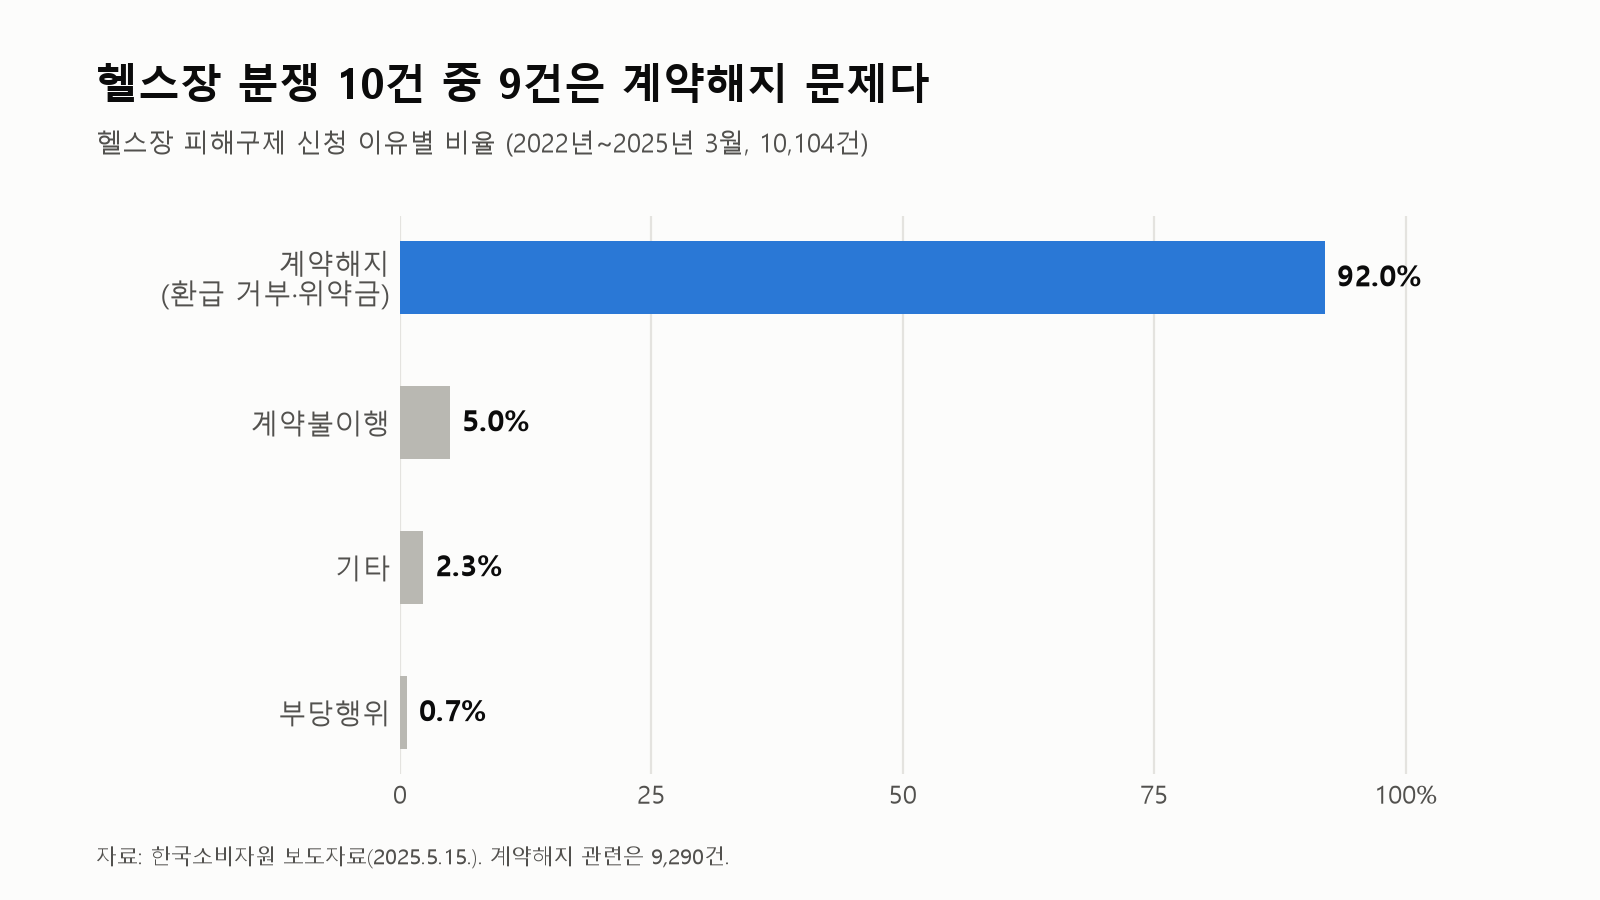 헬스장 분쟁 10건 중 9건은 계약해지 문제다
헬스장 피해구제 신청 이유별 비율 (2022년~2025년 3월, 10,104건)
계약해지
(환급 거부·위약금)
92.0%
계약불이행
5.0%
기타
2.3%
부당행위
0.7%
0 25 50 75 100%
자료: 한국소비자원 보도자료(2025.5.15.). 계약해지 관련은 9,290건.